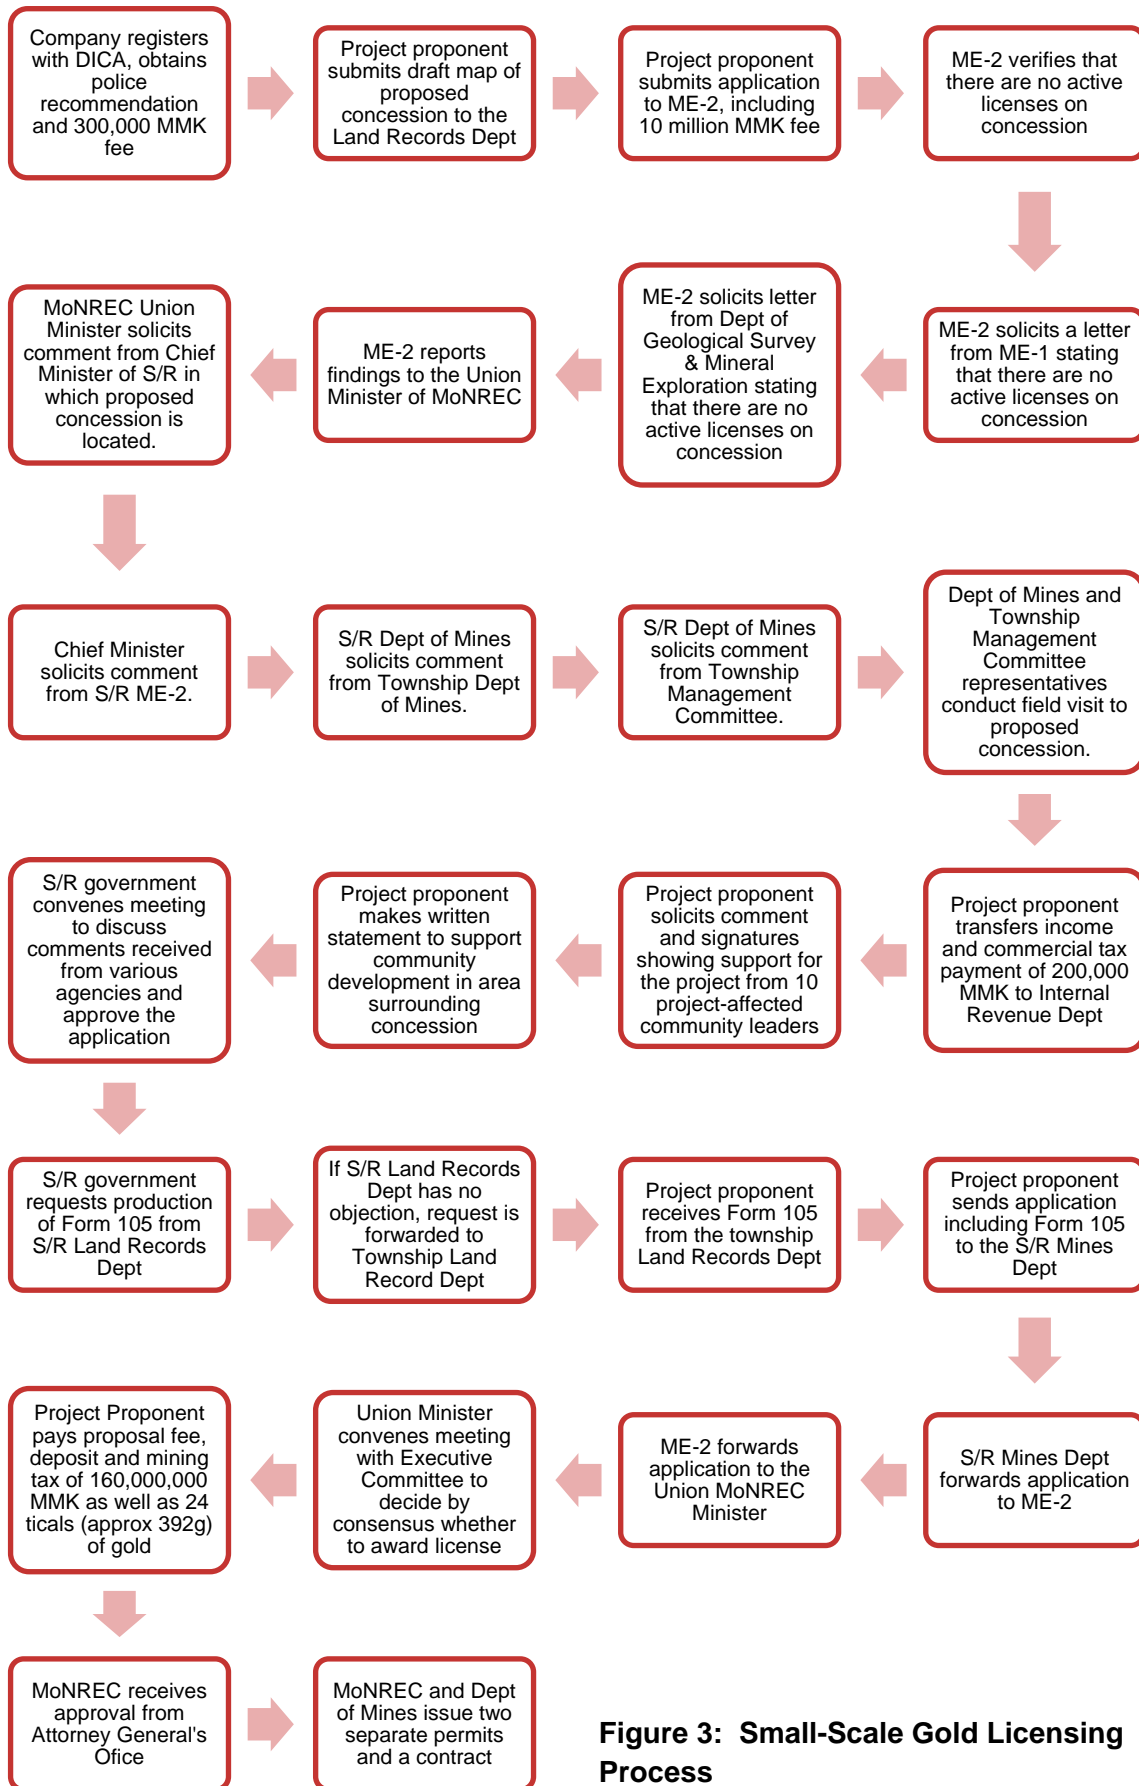 Company registers
with DICA, obtains
police
recommendation
and 300,000 MMK
fee
Project proponent
submits draft map of
proposed
concession to the
Land Records Dept
Project proponent
submits application
to ME-2, including
10 million MMK fee
ME-2 verifies that
there are no active
licenses on
concession
ME-2 solicits a letter
from ME-1 stating
that there are no
active licenses on
concession
ME-2 solicits letter
from Dept of
Geological Survey
& Mineral
Exploration stating
that there are no
active licenses on
concession
ME-2 reports
findings to the Union
Minister of MoNREC
MoNREC Union
Minister solicits
comment from Chief
Minister of S/R in
which proposed
concession is
located.
Chief Minister
solicits comment
from S/R ME-2.
S/R Dept of Mines
solicits comment
from Township Dept
of Mines.
S/R Dept of Mines
solicits comment
from Township
Management
Committee.
Dept of Mines and
Township
Management
Committee
representatives
conduct field visit to
proposed
concession.
Project proponent
transfers income
and commercial tax
payment of 200,000
MMK to Internal
Revenue Dept
Project proponent
solicits comment
and signatures
showing support for
the project from 10
project-affected
community leaders
Project proponent
makes written
statement to support
community
development in area
surrounding
concession
S/R government
convenes meeting
to discuss
comments received
from various
agencies and
approve the
application
S/R government
requests production
of Form 105 from
S/R Land Records
Dept
If S/R Land Records
Dept has no
objection, request is
forwarded to
Township Land
Record Dept
Project proponent
receives Form 105
from the township
Land Records Dept
Project proponent
sends application
including Form 105
to the S/R Mines
Dept
S/R Mines Dept
forwards application
to ME-2
ME-2 forwards
application to the
Union MoNREC
Minister
Union Minister
convenes meeting
with Executive
Committee to
decide by
consensus whether
to award license
Project Proponent
pays proposal fee,
deposit and mining
tax of 160,000,000
MMK as well as 24
ticals (approx 392g)
of gold
MoNREC receives
approval from
Attorney General's
Ofice
MoNREC and Dept
of Mines issue two
separate permits
and a contract
Figure 3: Small-Scale Gold Licensing
Process